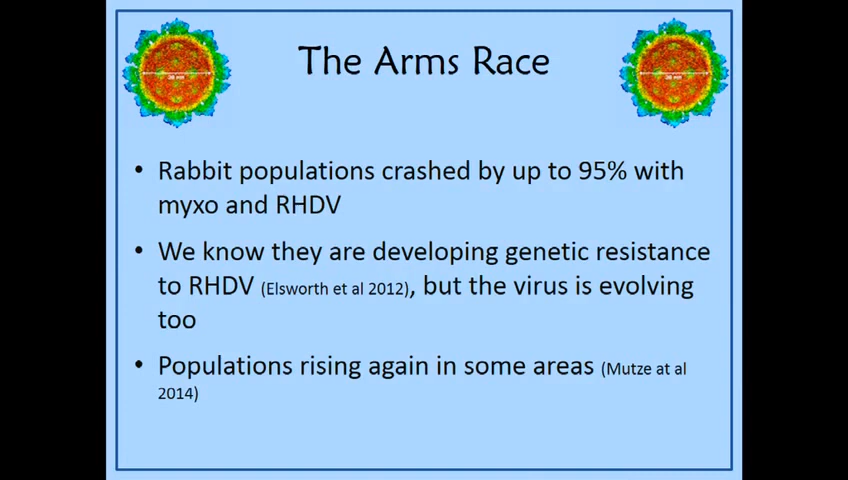 The Arms Race
• Rabbit populations crashed by up to 95% with
myxo and RHDV
• We know they are developing genetic resistance
to RHDV (Elsworth et al 2012), but the virus is evolving
too
• Populations rising again in some areas (Mutze at al
2014)